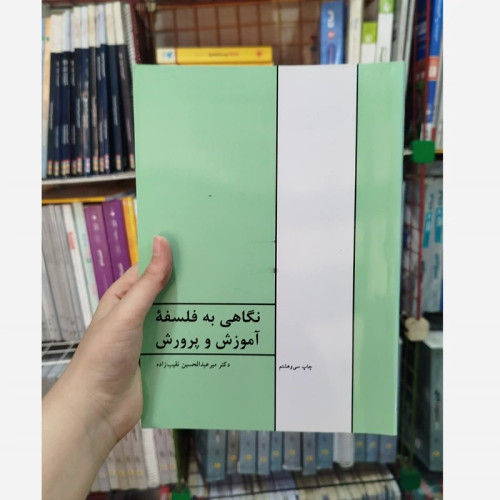 نگاهی به فلسفهٔ
آموزش و پرورش
دکتر میرعبدالحسین نقیب‌زاده
چاپ سی‌وهشتم